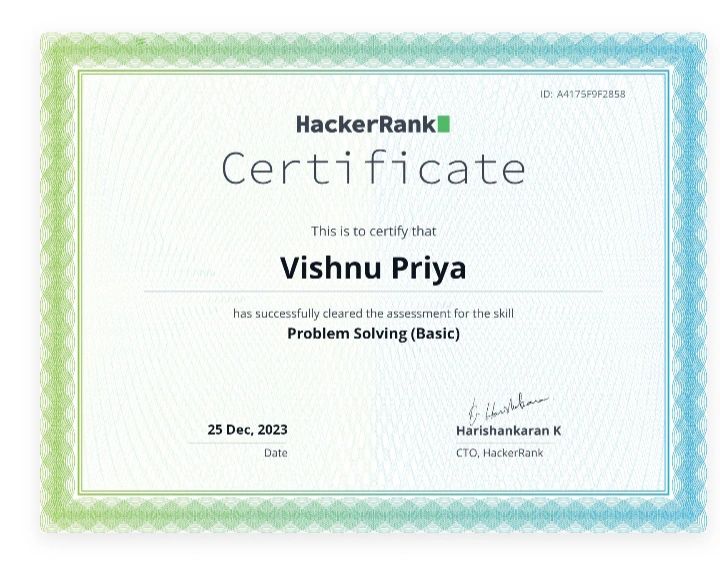 ID: A4175F9F2858
HackerRank
Certificate
This is to certify that
Vishnu Priya
has successfully cleared the assessment for the skill
Problem Solving (Basic)
25 Dec, 2023
Date
Harishankaran K
CTO, HackerRank